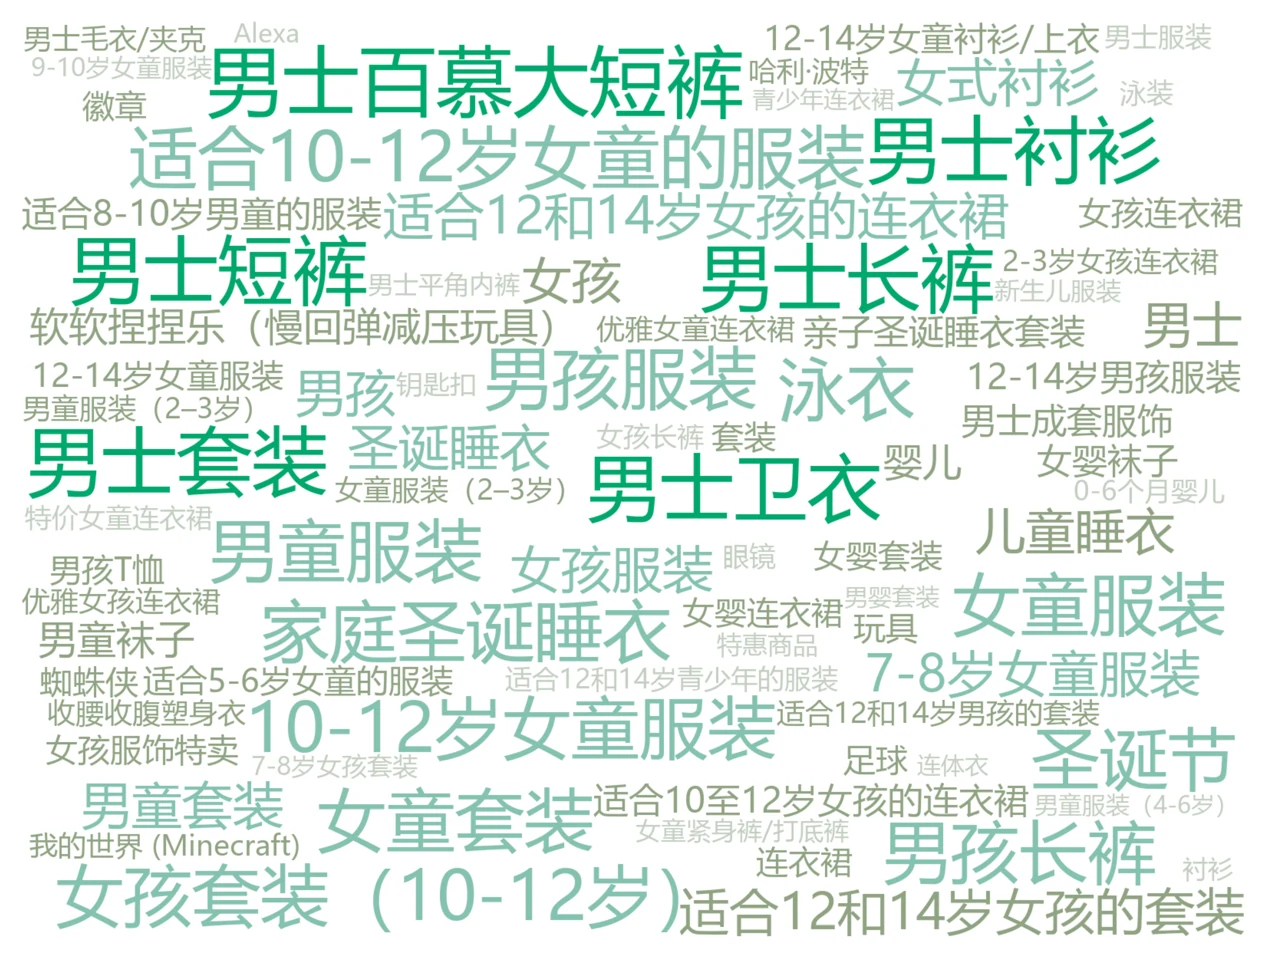 男士毛衣/夹克
Alexa
12-14岁女童衬衫/上衣
男士服装
9-10岁女童服装
男士百慕大短裤
哈利·波特
女式衬衫
泳装
徽章
青少年连衣裙
适合10-12岁女童的服装
男士衬衫
适合8-10岁男童的服装
适合12和14岁女孩的连衣裙
女孩连衣裙
男士短裤
男士平角内裤
女孩
男士长裤
2-3岁女孩连衣裙
新生儿服装
软软捏捏乐（慢回弹减压玩具）
优雅女童连衣裙
亲子圣诞睡衣套装
男士
12-14岁女童服装
男孩
钥匙扣
男孩服装
泳衣
12-14岁男孩服装
男童服装（2–3岁）
男士成套服饰
男士套装
圣诞睡衣
女孩长裤
套装
男士卫衣
婴儿
女婴袜子
女童服装（2–3岁）
0-6个月婴儿
特价女童连衣裙
男童服装
儿童睡衣
男孩T恤
女孩服装
眼镜
女婴套装
优雅女孩连衣裙
家庭圣诞睡衣
女婴连衣裙
男婴套装
女童服装
男童袜子
特惠商品
玩具
蜘蛛侠
适合5-6岁女童的服装
适合12和14岁青少年的服装
7-8岁女童服装
收腰收腹塑身衣
10-12岁女童服装
适合12和14岁男孩的套装
女孩服饰特卖
7-8岁女孩套装
足球
连体衣
圣诞节
男童套装
女童套装
适合10至12岁女孩的连衣裙
男童服装（4-6岁）
我的世界 (Minecraft)
女童紧身裤/打底裤
连衣裙
男孩长裤
衬衫
女孩套装（10-12岁）
适合12和14岁女孩的套装